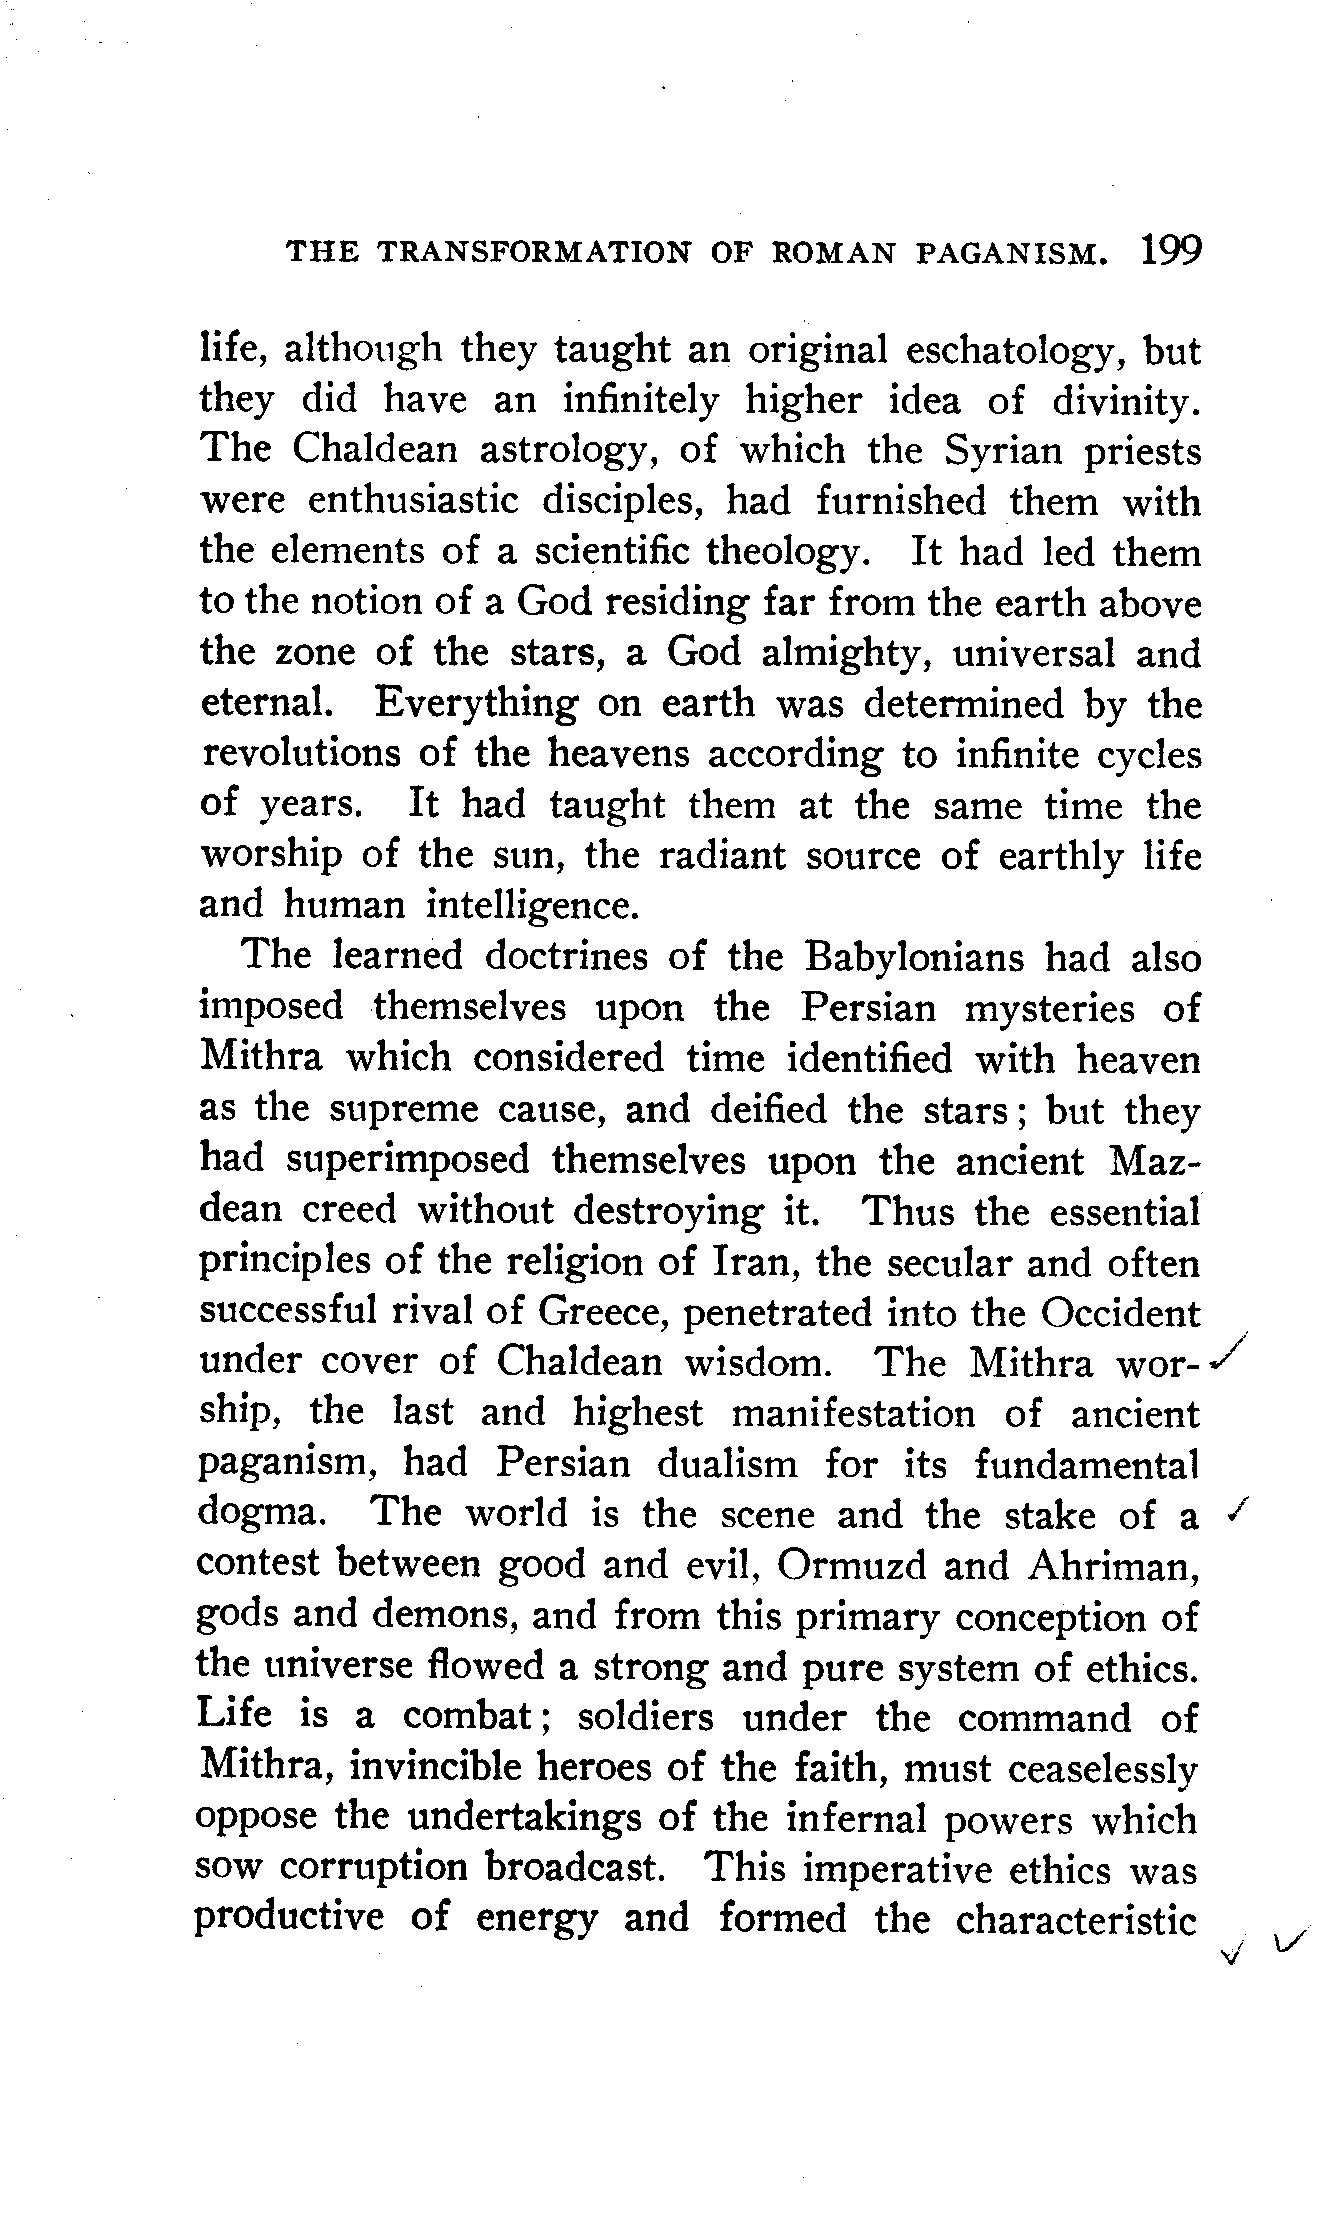 THE TRANSFORMATION OF ROMAN PAGANISM. 199
life, although they taught an original eschatology, but
they did have an infinitely higher idea of divinity.
The Chaldean astrology, of which the Syrian priests
were enthusiastic disciples, had furnished them with
the elements of a scientific theology. It had led them
to the notion of a God residing far from the earth above
the zone of the stars, a God almighty, universal and
eternal. Everything on earth was determined by the
revolutions of the heavens according to infinite cycles
of years. It had taught them at the same time the
worship of the sun, the radiant source of earthly life
and human intelligence.
The learned doctrines of the Babylonians had also
imposed themselves upon the Persian mysteries of
Mithra which considered time identified with heaven
as the supreme cause, and deified the stars; but they
had superimposed themselves upon the ancient Maz-
dean creed without destroying it. Thus the essential
principles of the religion of Iran, the secular and often
successful rival of Greece, penetrated into the Occident
under cover of Chaldean wisdom. The Mithra wor-
ship, the last and highest manifestation of ancient
paganism, had Persian dualism for its fundamental
dogma. The world is the scene and the stake of a
contest between good and evil, Ormuzd and Ahriman,
gods and demons, and from this primary conception of
the universe flowed a strong and pure system of ethics.
Life is a combat; soldiers under the command of
Mithra, invincible heroes of the faith, must ceaselessly
oppose the undertakings of the infernal powers which
sow corruption broadcast. This imperative ethics was
productive of energy and formed the characteristic